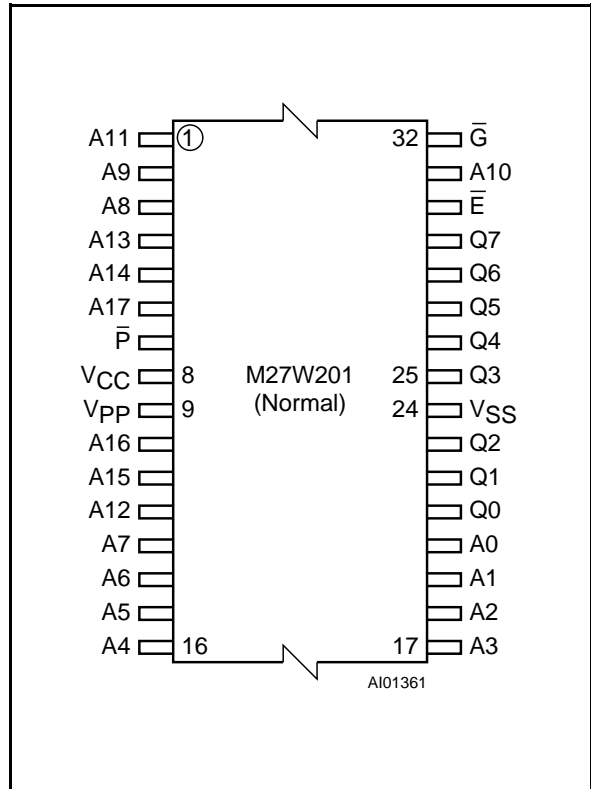 A11 1 32 G̅
A9 A10
A8 E̅
A13 Q7
A14 Q6
A17 Q5
P̅ Q4
VCC 8 M27W201 25 Q3
VPP 9 (Normal) 24 VSS
A16 Q2
A15 Q1
A12 Q0
A7 A0
A6 A1
A5 A2
A4 16 17 A3
AI01361